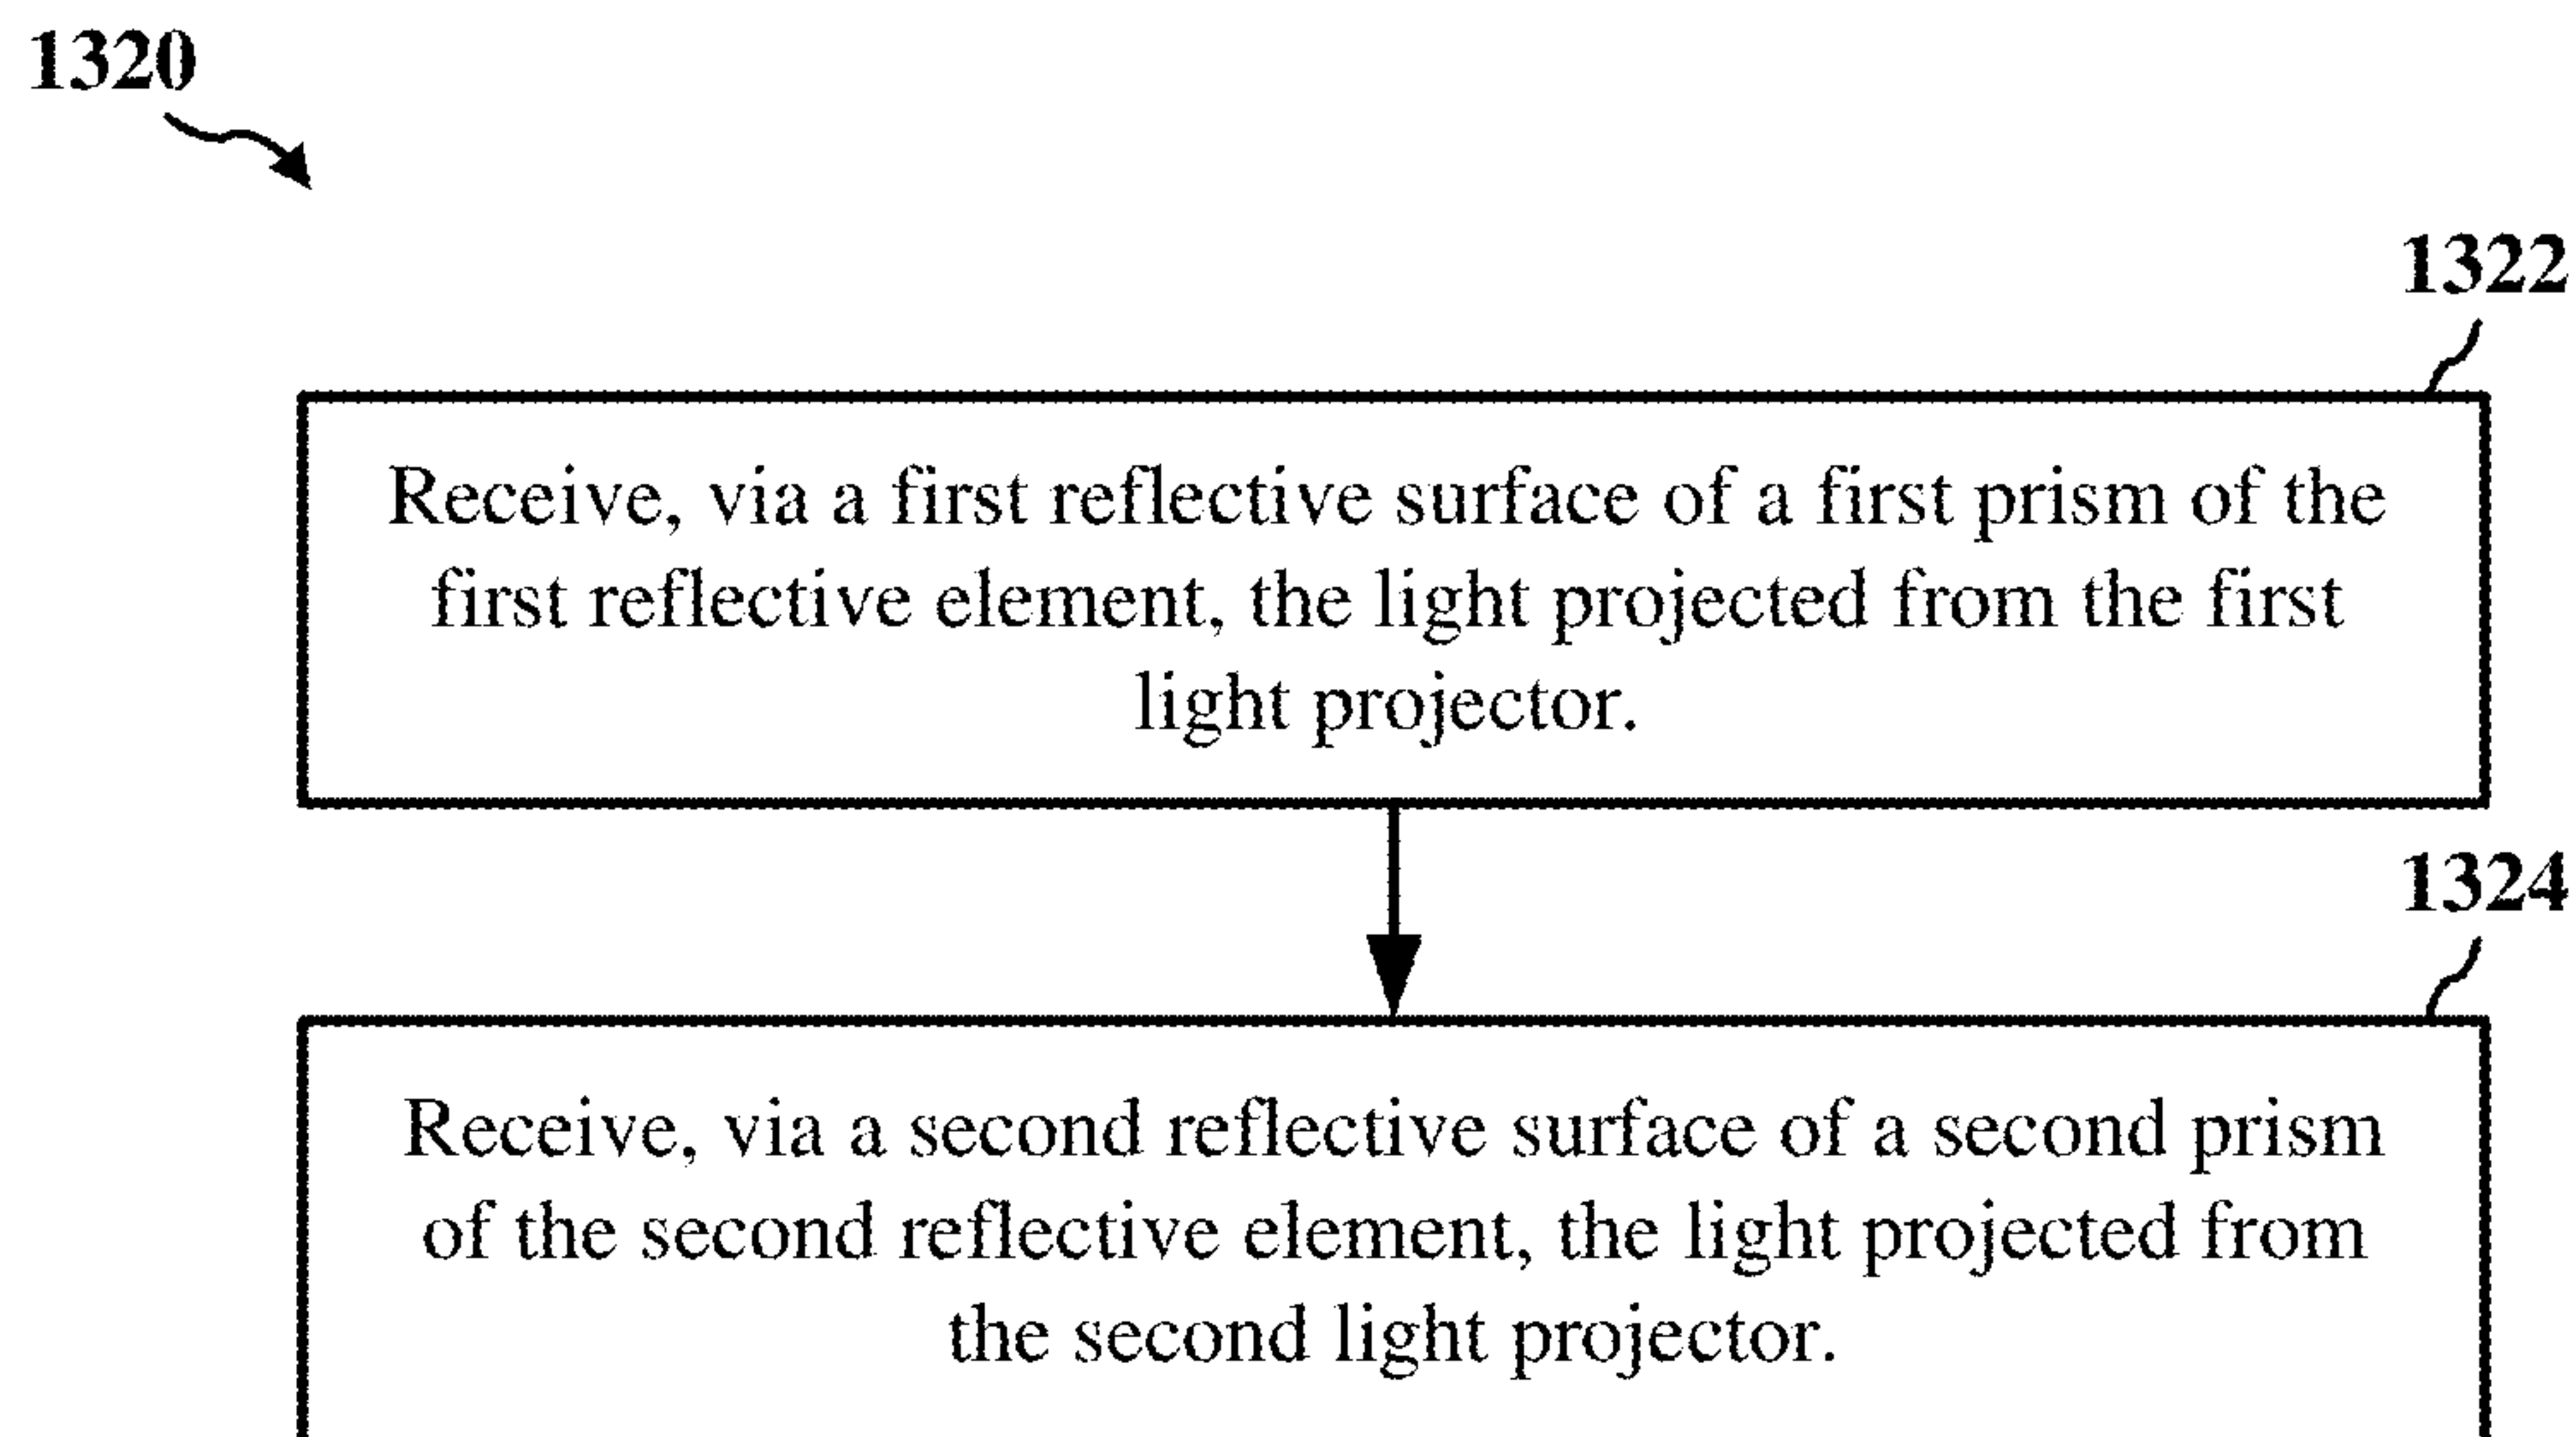 1320
1322
Receive, via a first reflective surface of a first prism of the
first reflective element, the light projected from the first
light projector.
1324
Receive, via a second reflective surface of a second prism
of the second reflective element, the light projected from
the second light projector.